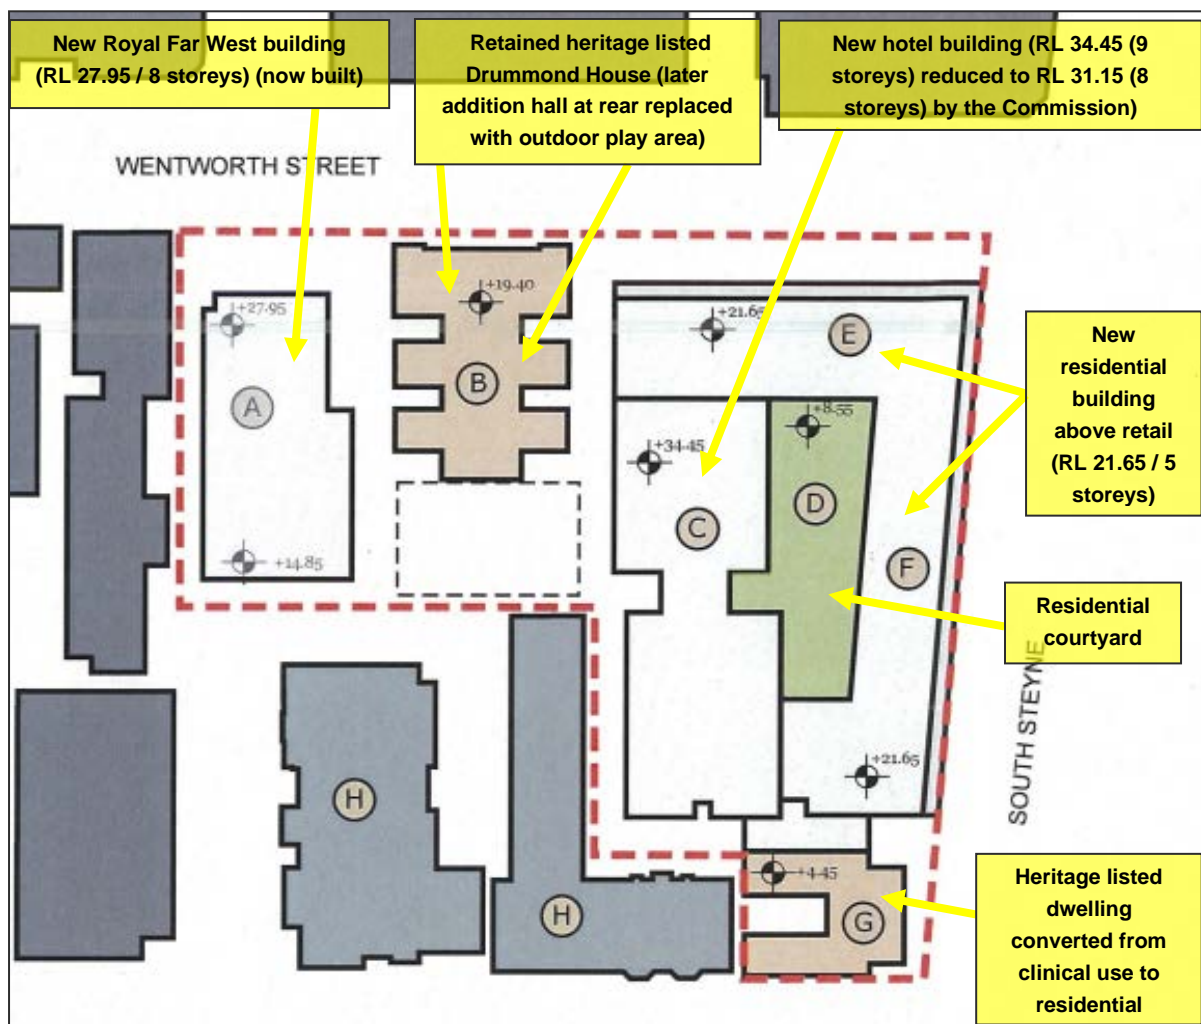 New Royal Far West building
(RL 27.95 / 8 storeys) (now built)
Retained heritage listed
Drummond House (later
addition hall at rear replaced
with outdoor play area)
New hotel building (RL 34.45 (9
storeys) reduced to RL 31.15 (8
storeys) by the Commission)
WENTWORTH STREET
+27.95
A
+14.85
+19.40
B
+21.65
E
+34.45
C
+8.55
D
F
+21.65
New
residential
building
above retail
(RL 21.65 / 5
storeys)
Residential
courtyard
SOUTH STEYNE
H
H
+4.45
G
Heritage listed
dwelling
converted from
clinical use to
residential